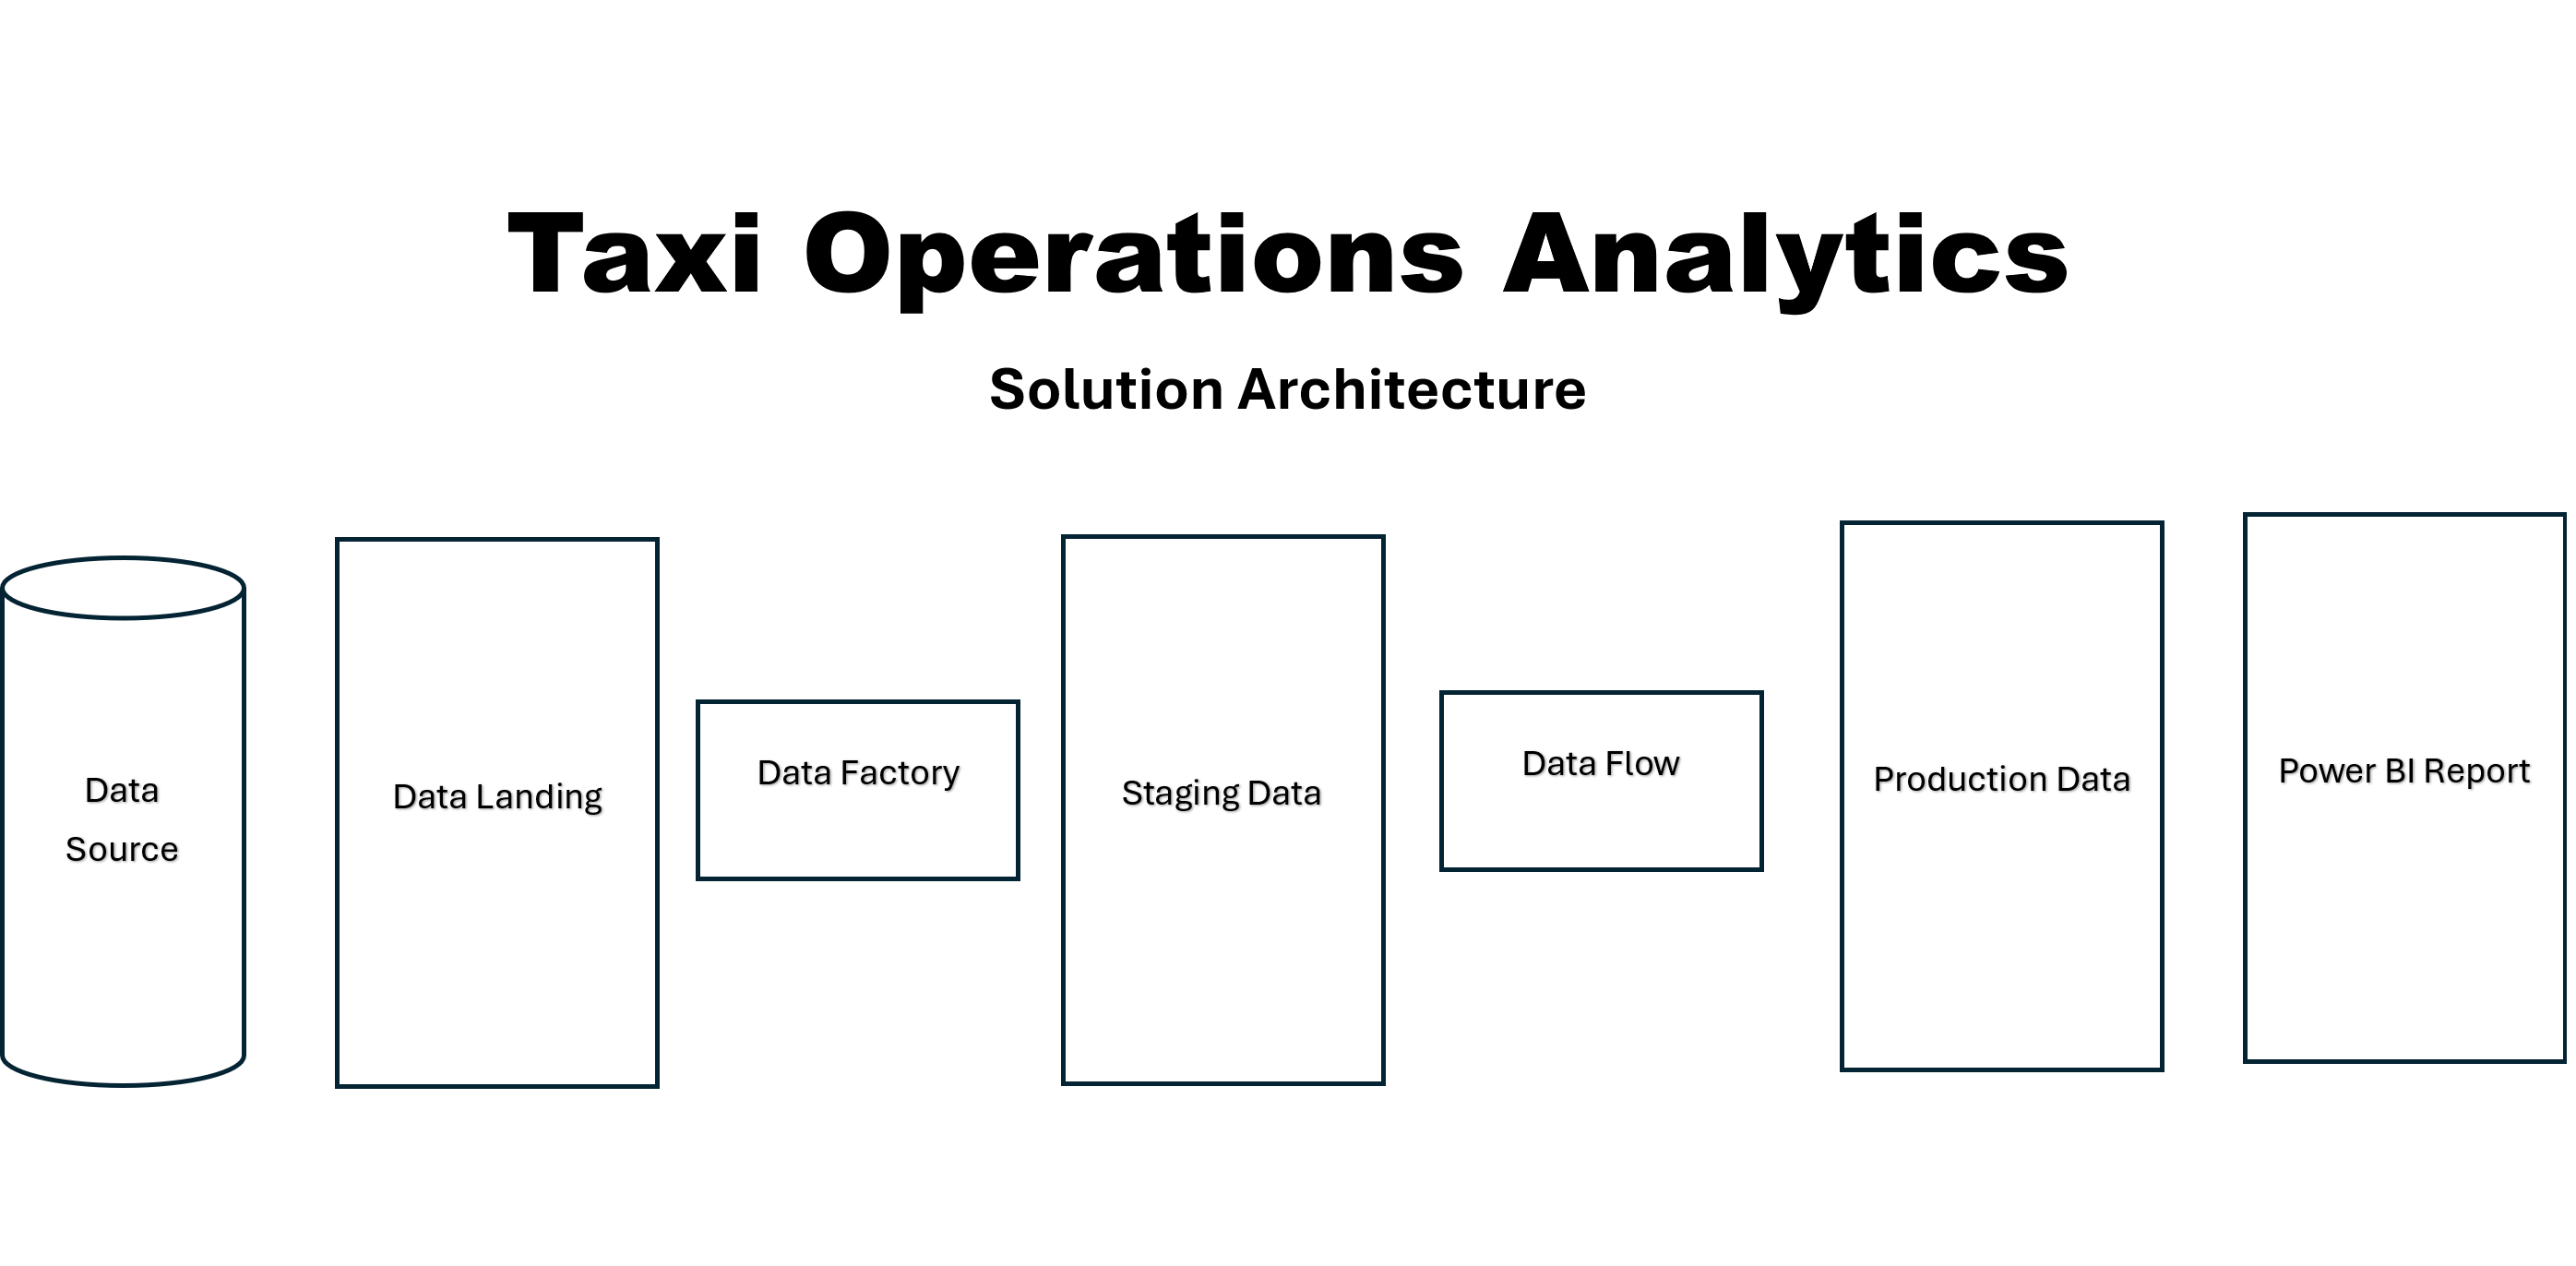 Taxi Operations Analytics
Solution Architecture
Data
Source
Data Landing
Data Factory
Staging Data
Data Flow
Production Data
Power BI Report